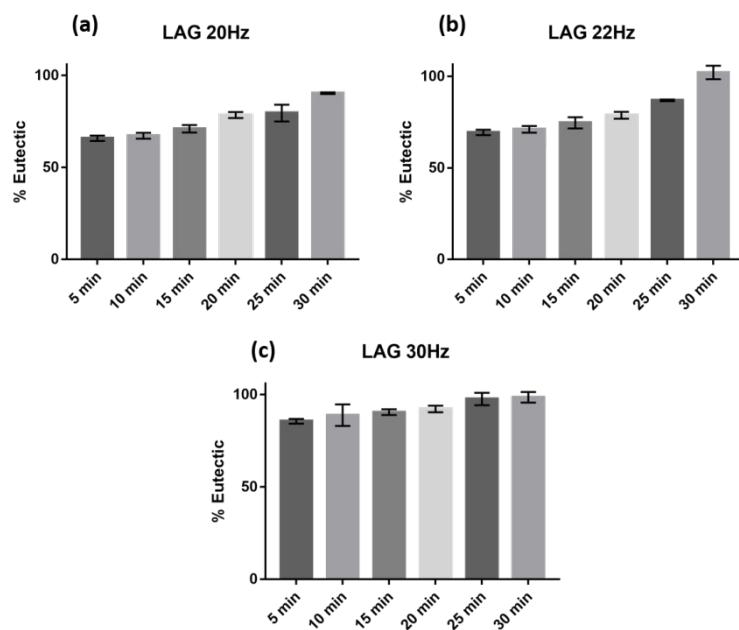 (a)
LAG 20Hz
% Eutectic
100
50
0
5 min
10 min
15 min
20 min
25 min
30 min
(b)
LAG 22Hz
% Eutectic
100
50
0
5 min
10 min
15 min
20 min
25 min
30 min
(c)
LAG 30Hz
% Eutectic
100
50
0
5 min
10 min
15 min
20 min
25 min
30 min